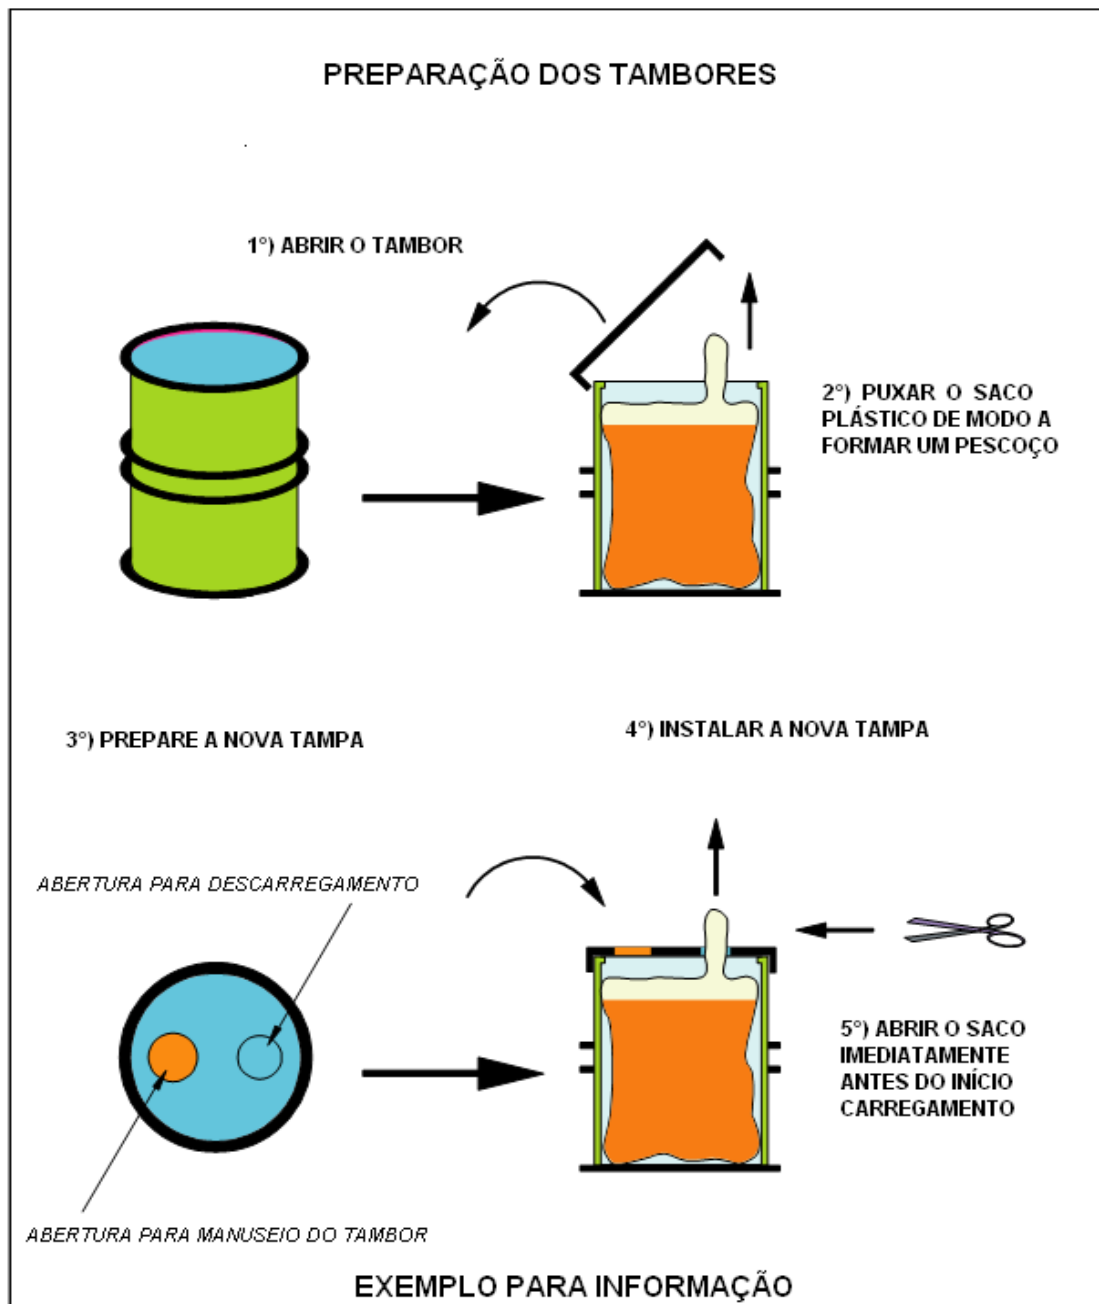 PREPARAÇÃO DOS TAMBORES
1°) ABRIR O TAMBOR
2°) PUXAR O SACO
PLÁSTICO DE MODO A
FORMAR UM PESCOÇO
3°) PREPARE A NOVA TAMPA
4°) INSTALAR A NOVA TAMPA
ABERTURA PARA DESCARREGAMENTO
5°) ABRIR O SACO
IMEDIATAMENTE
ANTES DO INÍCIO
CARREGAMENTO
ABERTURA PARA MANUSEIO DO TAMBOR
EXEMPLO PARA INFORMAÇÃO